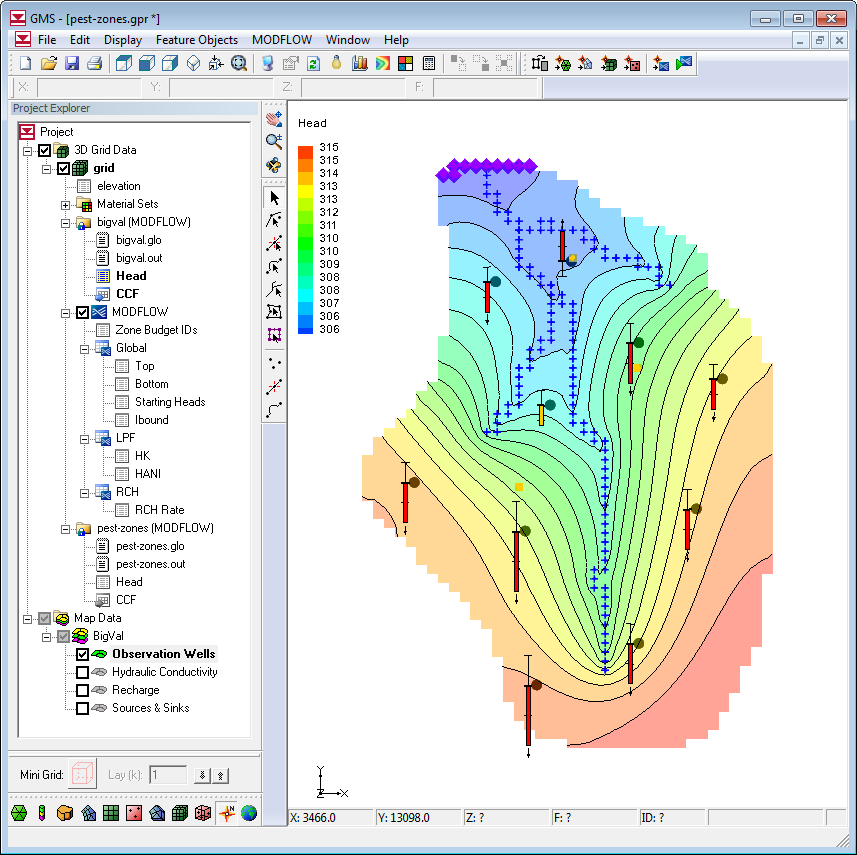 GMS - [pest-zones.gpr *]
File Edit Display Feature Objects MODFLOW Window Help
X: Y: Z: F:
Project Explorer
Project
3D Grid Data
grid
elevation
Material Sets
bigval (MODFLOW)
bigval.glo
bigval.out
Head
CCF
MODFLOW
Zone Budget IDs
Global
Top
Bottom
Starting Heads
Ibound
LPF
HK
HANI
RCH
RCH Rate
pest-zones (MODFLOW)
pest-zones.glo
pest-zones.out
Head
CCF
Map Data
BigVal
Observation Wells
Hydraulic Conductivity
Recharge
Sources & Sinks
Mini Grid: Lay (k): 1
Head
315
315
314
313
313
312
311
310
310
309
308
308
307
306
306
Y
Z X
X: 3466.0 Y: 13098.0 Z: ? F: ? ID: ?